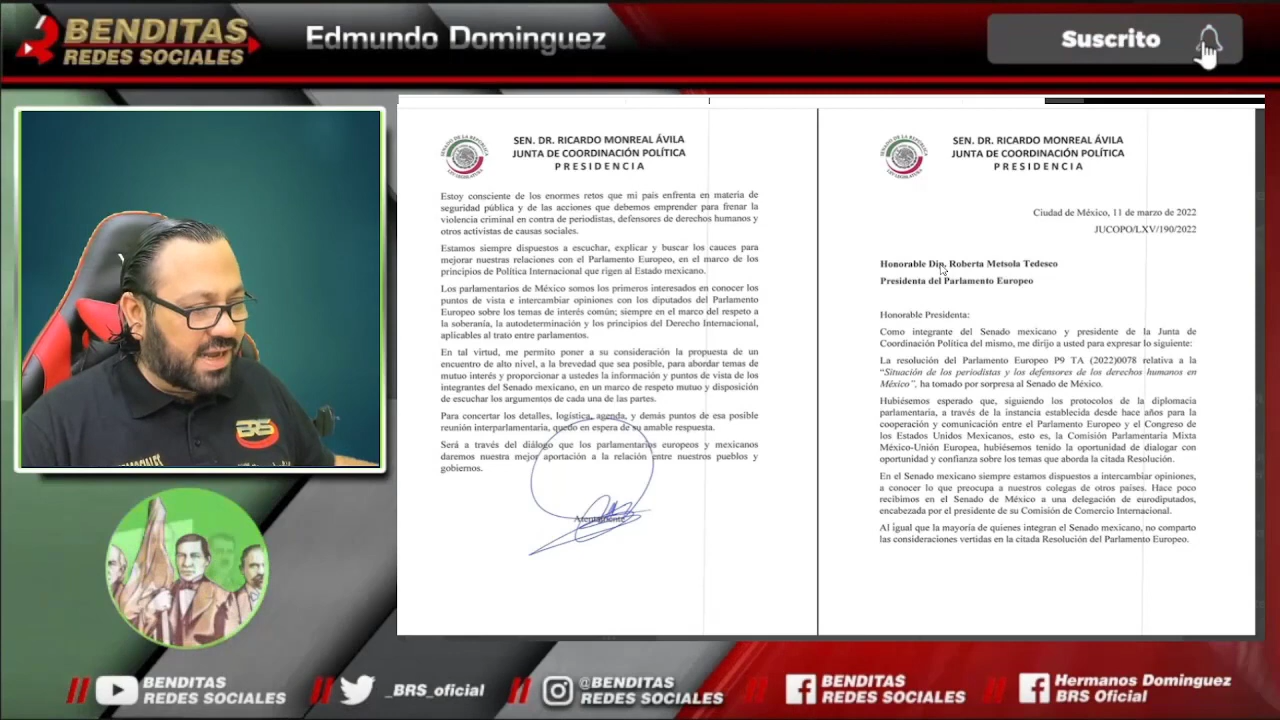 BENDITAS
REDES SOCIALES
Edmundo Dominguez
Suscrito
SEN. DR. RICARDO MONREAL ÁVILA
JUNTA DE COORDINACIÓN POLÍTICA
PRESIDENCIA
Estoy consciente de los enormes retos que mi país enfrenta en materia de
seguridad pública y de las acciones que debemos emprender para frenar la
violencia criminal en contra de periodistas, defensores de derechos humanos y
otros activistas de causas sociales.
Estamos siempre dispuestos a escuchar, explicar y buscar los cauces para
mejorar nuestras relaciones con el Parlamento Europeo, en el marco de los
principios de Política Internacional que rigen al Estado mexicano.
Los parlamentarios de México somos los primeros interesados en conocer los
puntos de vista e intercambiar opiniones con los diputados del Parlamento
Europeo sobre los temas de interés común; siempre en el marco del respeto a
la soberanía, la autodeterminación y los principios del Derecho Internacional,
aplicables al trato entre parlamentos.
En tal virtud, me permito poner a su consideración la propuesta de un
encuentro de alto nivel, a la brevedad que sea posible, para abordar temas de
mutuo interés y proporcionar a ustedes la información y puntos de vista de los
integrantes del Senado mexicano, en un marco de respeto mutuo y disposición
de escuchar los argumentos de cada una de las partes.
Para concertar los detalles, logística, agenda, y demás puntos de esa posible
reunión interparlamentaria, quedo en espera de su amable respuesta.
Será a través del diálogo que los parlamentarios europeos y mexicanos
daremos nuestra mejor aportación a la relación entre nuestros pueblos y
gobiernos.
Atentamente
SEN. DR. RICARDO MONREAL ÁVILA
JUNTA DE COORDINACIÓN POLÍTICA
PRESIDENCIA
Ciudad de México, 11 de marzo de 2022
JUCOPO/LXV/190/2022
Honorable Dip. Roberta Metsola Tedesco
Presidenta del Parlamento Europeo
Honorable Presidenta:
Como integrante del Senado mexicano y presidente de la Junta de
Coordinación Política del mismo, me dirijo a usted para expresar lo siguiente:
La resolución del Parlamento Europeo P9 TA (2022)0078 relativa a la
“Situación de los periodistas y los defensores de los derechos humanos en
México”, ha tomado por sorpresa al Senado de México.
Hubiésemos esperado que, siguiendo los protocolos de la diplomacia
parlamentaria, a través de la instancia establecida desde hace años para la
cooperación y comunicación entre el Parlamento Europeo y el Congreso de
los Estados Unidos Mexicanos, esto es, la Comisión Parlamentaria Mixta
México-Unión Europea, hubiésemos tenido la oportunidad de dialogar con
oportunidad y confianza sobre los temas que aborda la citada Resolución.
En el Senado mexicano siempre estamos dispuestos a intercambiar opiniones,
a conocer lo que preocupa a nuestros colegas de otros países. Hace poco
recibimos en el Senado de México a una delegación de eurodiputados,
encabezada por el presidente de su Comisión de Comercio Internacional.
Al igual que la mayoría de quienes integran el Senado mexicano, no comparto
las consideraciones vertidas en la citada Resolución del Parlamento Europeo.
BRS
BENDITAS
REDES SOCIALES
_BRS_oficial
@BENDITAS
REDES SOCIALES
BENDITAS
REDES SOCIALES
Hermanos Dominguez
BRS Oficial